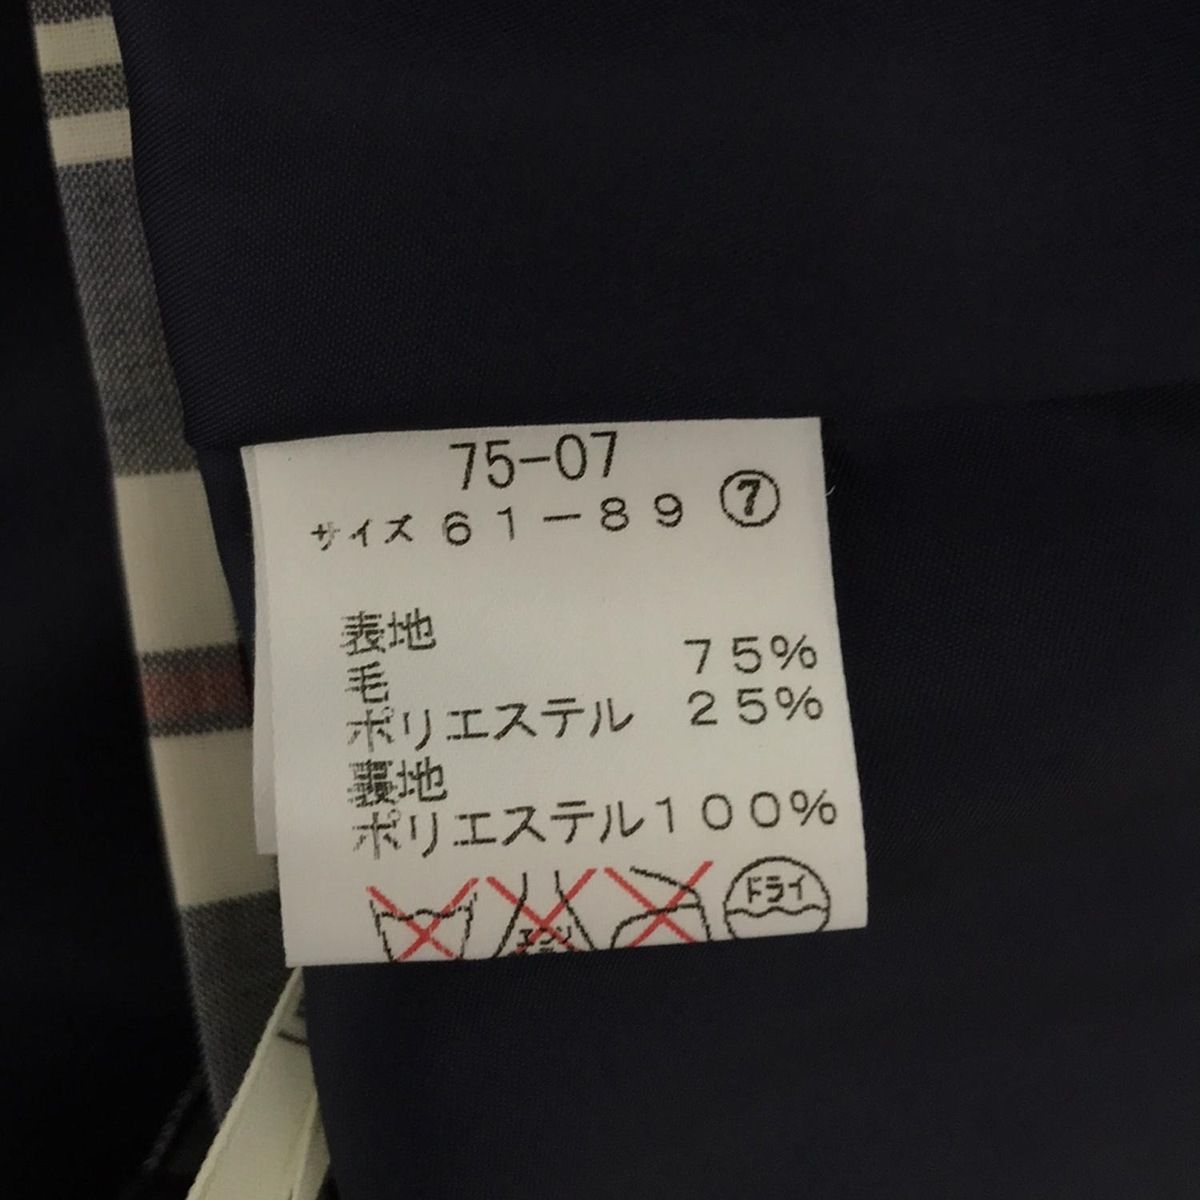 75-07
サイズ 61-89 ⑦
表地
毛 75%
ポリエステル 25%
裏地
ポリエステル100%
ドライ